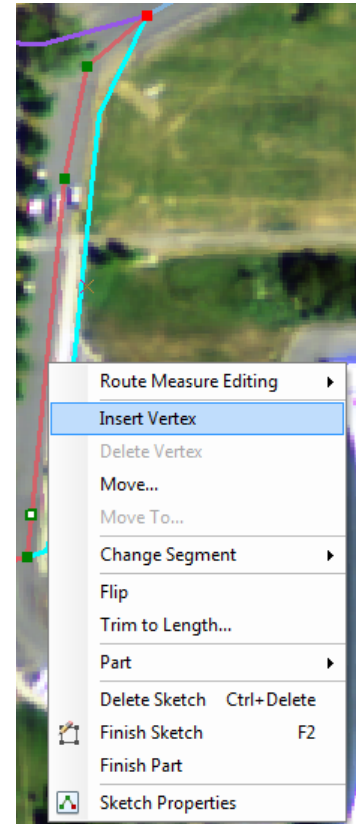 Route Measure Editing
Insert Vertex
Delete Vertex
Move...
Move To...
Change Segment
Flip
Trim to Length...
Part
Delete Sketch Ctrl+Delete
Finish Sketch F2
Finish Part
Sketch Properties